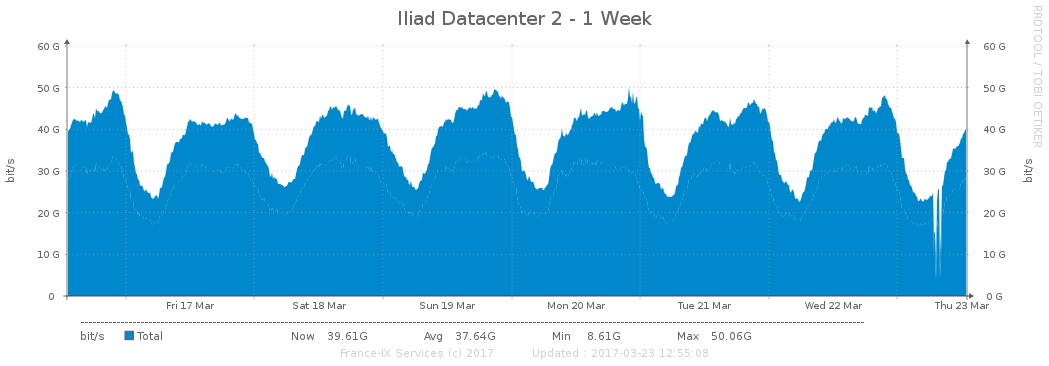 Iliad Datacenter 2 - 1 Week
RRDTOOL / TOBI OETIKER
60 G 60 G
50 G 50 G
40 G 40 G
30 G 30 G
20 G 20 G
10 G 10 G
0 0 G
bit/s bit/s
Fri 17 Mar Sat 18 Mar Sun 19 Mar Mon 20 Mar Tue 21 Mar Wed 22 Mar Thu 23 Mar
bit/s Total Now 39.61G Avg 37.64G Min 8.61G Max 50.06G
France-IX Services (c) 2017 Updated : 2017-03-23 12:55:08